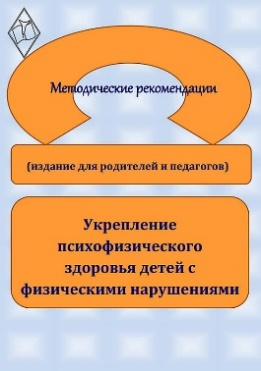 Методические рекомендации
(издание для родителей и педагогов)
Укрепление
психофизического
здоровья детей с
физическими нарушениями